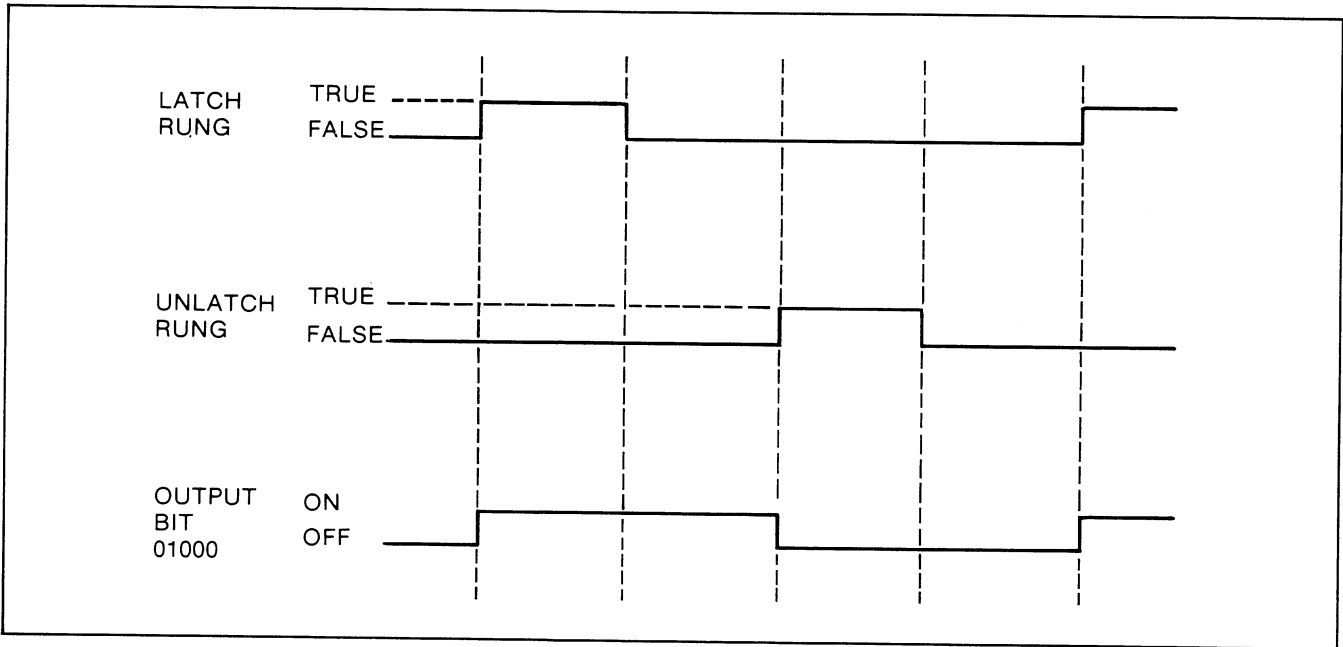 LATCH
RUNG
TRUE
FALSE
UNLATCH
RUNG
TRUE
FALSE
OUTPUT
BIT
01000
ON
OFF